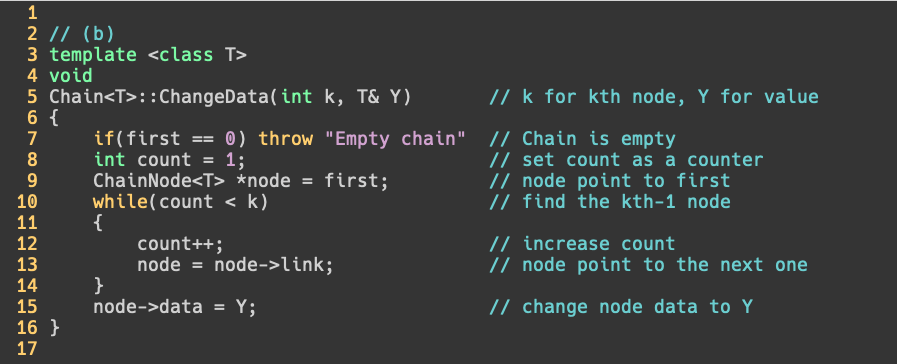 1
2 // (b)
3 template <class T>
4 void
5 Chain<T>::ChangeData(int k, T& Y)       // k for kth node, Y for value
6 {
7     if(first == 0) throw "Empty chain"  // Chain is empty
8     int count = 1;                      // set count as a counter
9     ChainNode<T> *node = first;         // node point to first
10     while(count < k)                    // find the kth-1 node
11     {
12         count++;                        // increase count
13         node = node->link;              // node point to the next one
14     }
15     node->data = Y;                     // change node data to Y
16 }
17